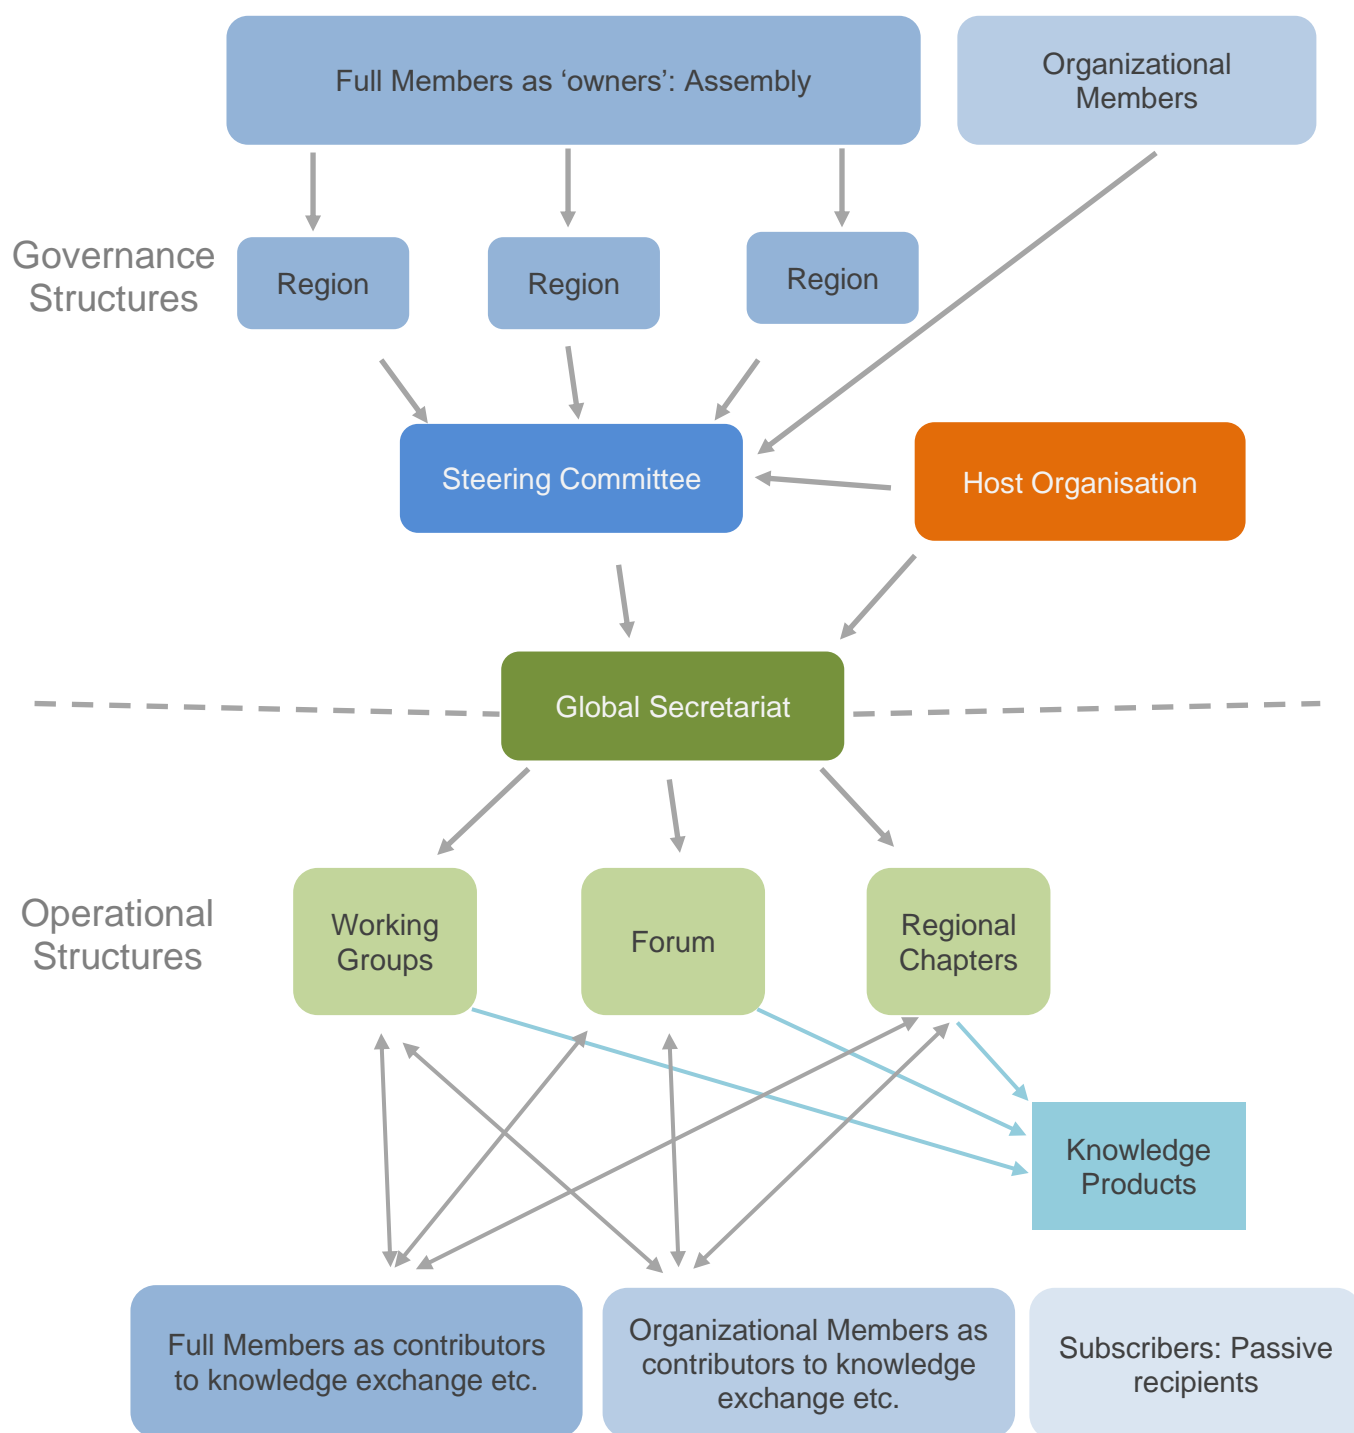 Full Members as ‘owners’: Assembly
Organizational
Members
Governance
Structures
Region
Region
Region
Steering Committee
Host Organisation
Global Secretariat
Operational
Structures
Working
Groups
Forum
Regional
Chapters
Knowledge
Products
Full Members as contributors
to knowledge exchange etc.
Organizational Members as
contributors to knowledge
exchange etc.
Subscribers: Passive
recipients